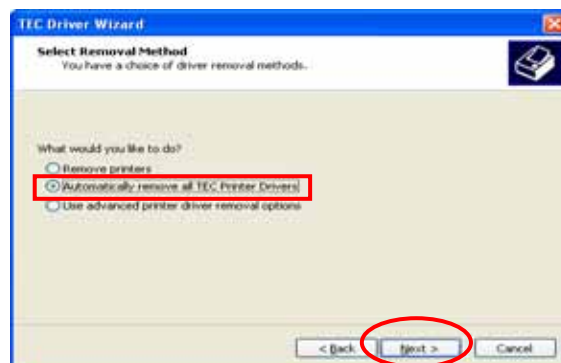 TEC Driver Wizard
Select Removal Method
You have a choice of driver removal methods.
What would you like to do?
Remove printers
Automatically remove all TEC Printer Drivers
Use advanced printer driver removal options
< Back
Next >
Cancel